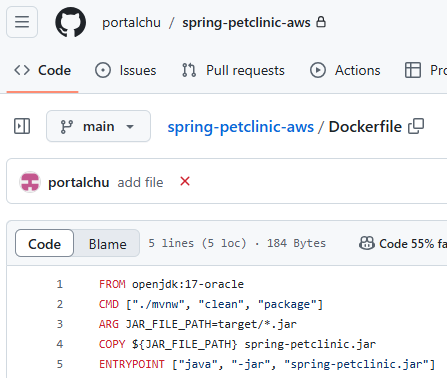 portalchu / spring-petclinic-aws
Code Issues Pull requests Actions Pro
main spring-petclinic-aws / Dockerfile
portalchu add file
Code Blame 5 lines (5 loc) · 184 Bytes Code 55% fa
1 FROM openjdk:17-oracle
2 CMD ["./mvnw", "clean", "package"]
3 ARG JAR_FILE_PATH=target/*.jar
4 COPY ${JAR_FILE_PATH} spring-petclinic.jar
5 ENTRYPOINT ["java", "-jar", "spring-petclinic.jar"]